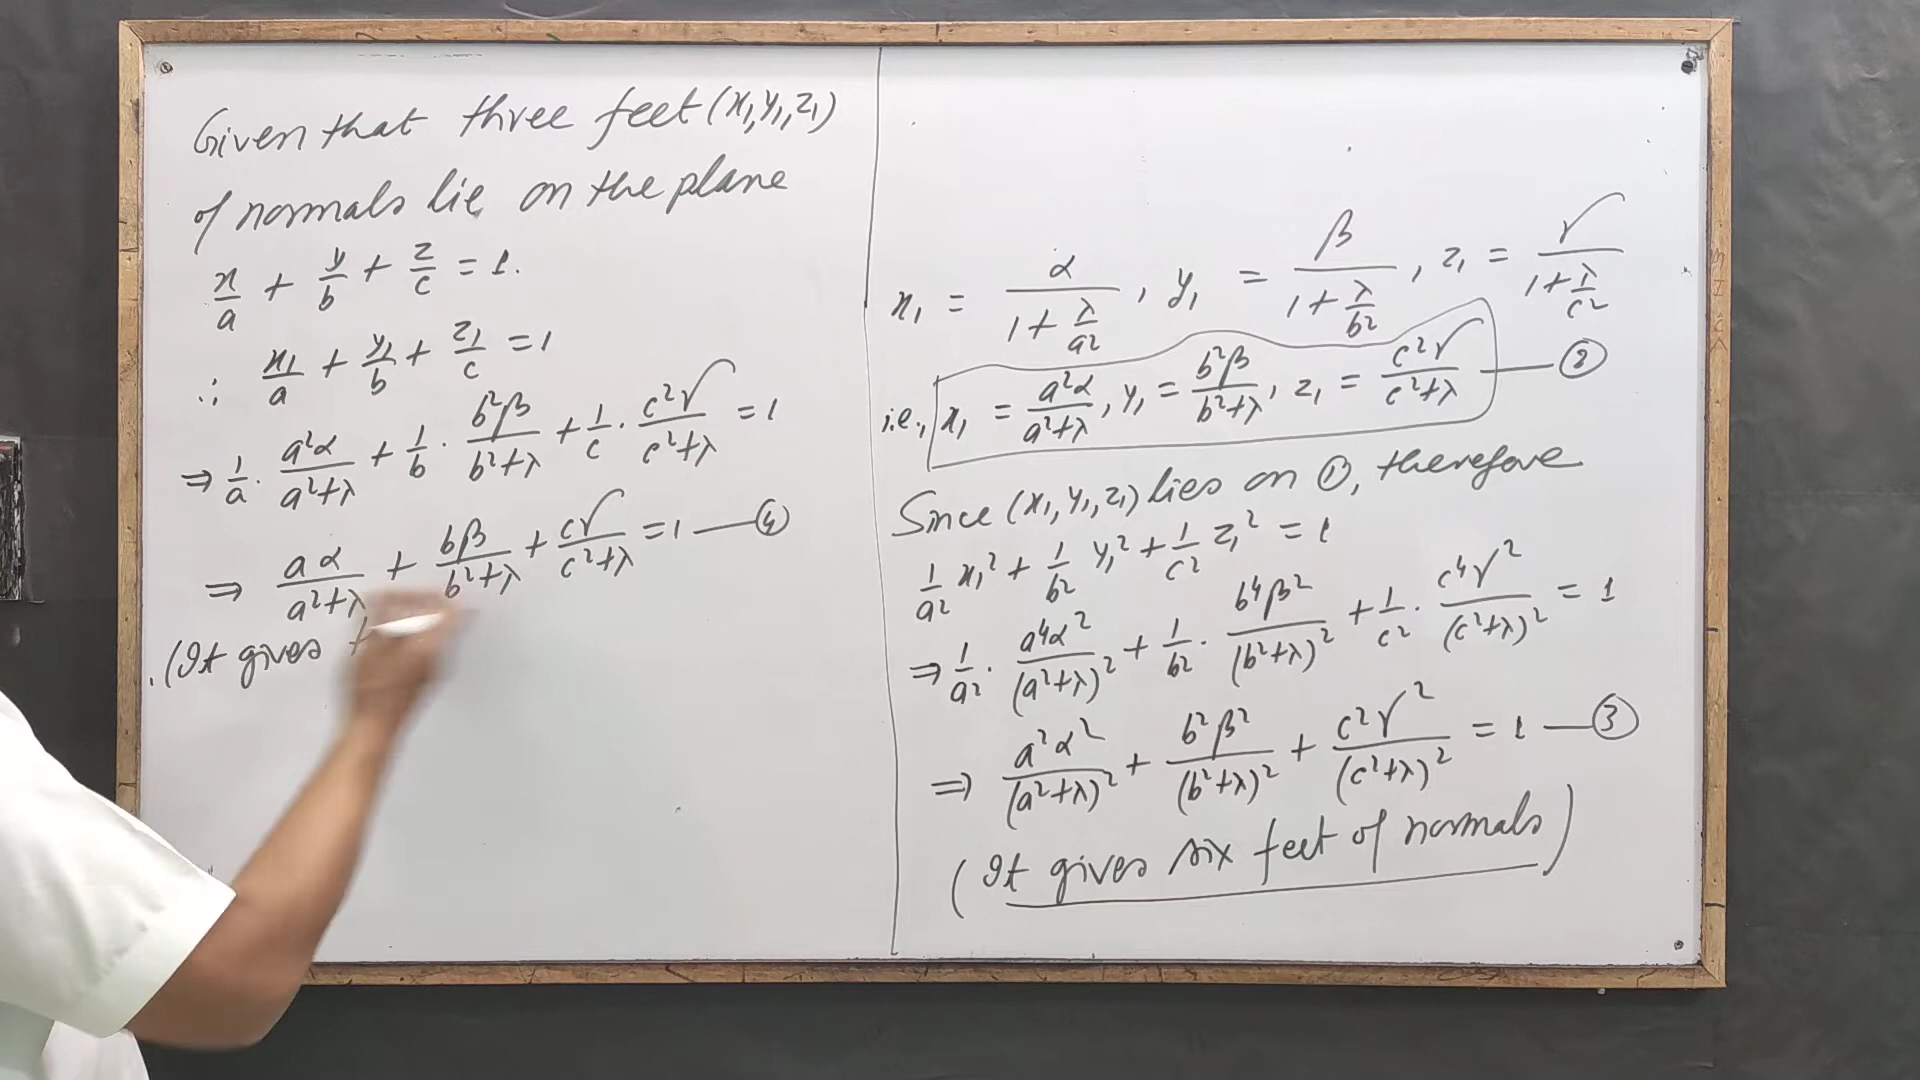 Given that three feet (x₁, y₁, z₁)
of normals lie on the plane
x/a + y/b + z/c = 1.
∴ x₁/a + y₁/b + z₁/c = 1
⇒ 1/a · a²α/(a²+λ) + 1/b · b²β/(b²+λ) + 1/c · c²γ/(c²+λ) = 1
⇒ aα/(a²+λ) + bβ/(b²+λ) + cγ/(c²+λ) = 1 — ④
(It gives
x₁ = α/(1+λ/a²), y₁ = β/(1+λ/b²), z₁ = γ/(1+λ/c²)
i.e., x₁ = a²α/(a²+λ), y₁ = b²β/(b²+λ), z₁ = c²γ/(c²+λ) — ②
Since (x₁, y₁, z₁) lies on ①, therefore
1/a² x₁² + 1/b² y₁² + 1/c² z₁² = 1
⇒ 1/a² · a⁴α²/(a²+λ)² + 1/b² · b⁴β²/(b²+λ)² + 1/c² · c⁴γ²/(c²+λ)² = 1
⇒ a²α²/(a²+λ)² + b²β²/(b²+λ)² + c²γ²/(c²+λ)² = 1 — ③
(It gives six feet of normals)